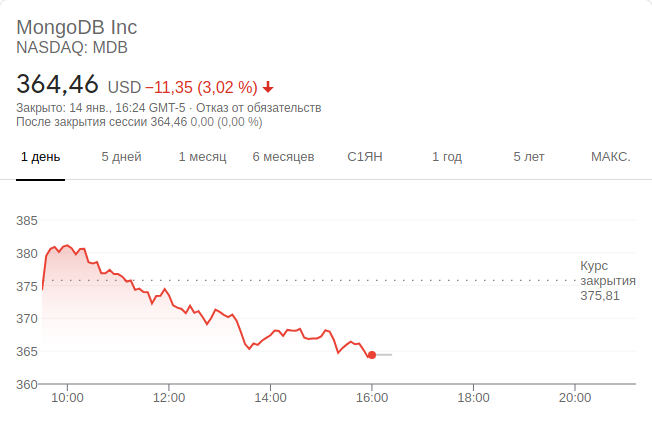 MongoDB Inc
NASDAQ: MDB
364,46 USD −11,35 (3,02 %)
Закрыто: 14 янв., 16:24 GMT-5 · Отказ от обязательств
После закрытия сессии 364,46 0,00 (0,00 %)
1 день 5 дней 1 месяц 6 месяцев С1ЯН 1 год 5 лет МАКС.
385
380
375
370
365
360
Курс
закрытия
375,81
10:00 12:00 14:00 16:00 18:00 20:00